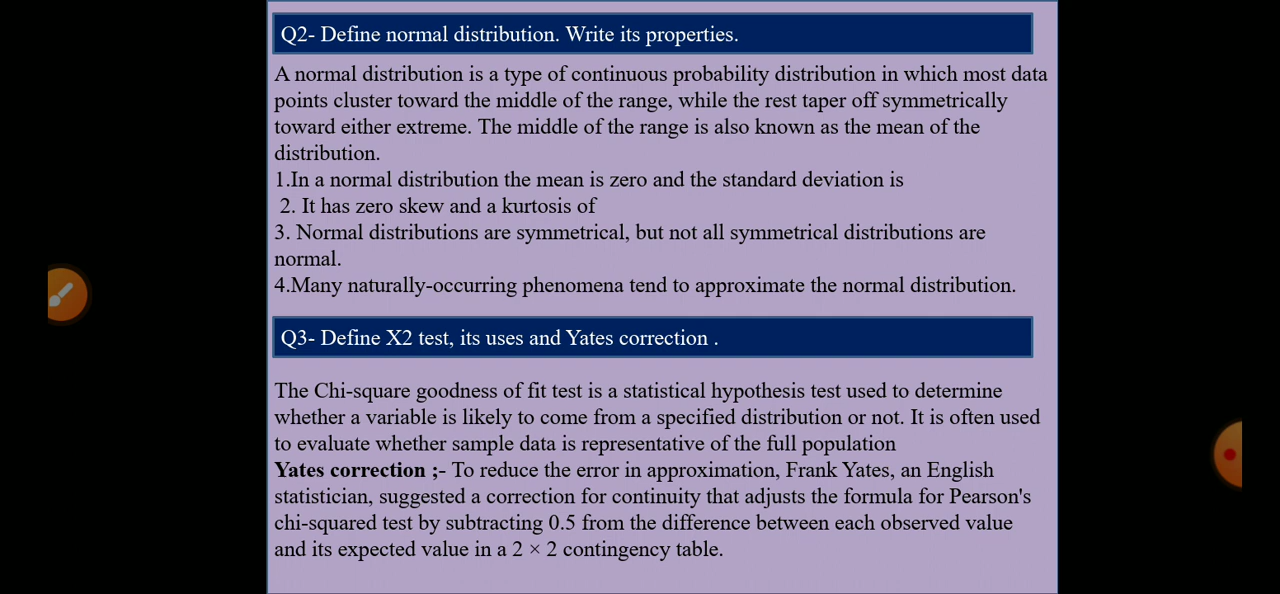 Q2- Define normal distribution. Write its properties.
A normal distribution is a type of continuous probability distribution in which most data
points cluster toward the middle of the range, while the rest taper off symmetrically
toward either extreme. The middle of the range is also known as the mean of the
distribution.
1.In a normal distribution the mean is zero and the standard deviation is
2. It has zero skew and a kurtosis of
3. Normal distributions are symmetrical, but not all symmetrical distributions are
normal.
4.Many naturally-occurring phenomena tend to approximate the normal distribution.
Q3- Define X2 test, its uses and Yates correction .
The Chi-square goodness of fit test is a statistical hypothesis test used to determine
whether a variable is likely to come from a specified distribution or not. It is often used
to evaluate whether sample data is representative of the full population
Yates correction ;- To reduce the error in approximation, Frank Yates, an English
statistician, suggested a correction for continuity that adjusts the formula for Pearson's
chi-squared test by subtracting 0.5 from the difference between each observed value
and its expected value in a 2 × 2 contingency table.